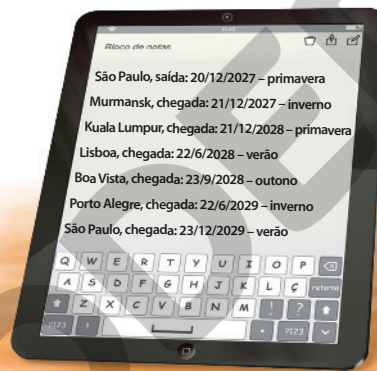 Bloco de notas
São Paulo, saída: 20/12/2027 – primavera
Murmansk, chegada: 21/12/2027 – inverno
Kuala Lumpur, chegada: 21/12/2028 – primavera
Lisboa, chegada: 22/6/2028 – verão
Boa Vista, chegada: 23/9/2028 – outono
Porto Alegre, chegada: 22/6/2029 – inverno
São Paulo, chegada: 23/12/2029 – verão
Q W E R T Y U I O P
A S D F G H J K L Ç retorno
Z X C V B N M ! ?
?123 , . ?123